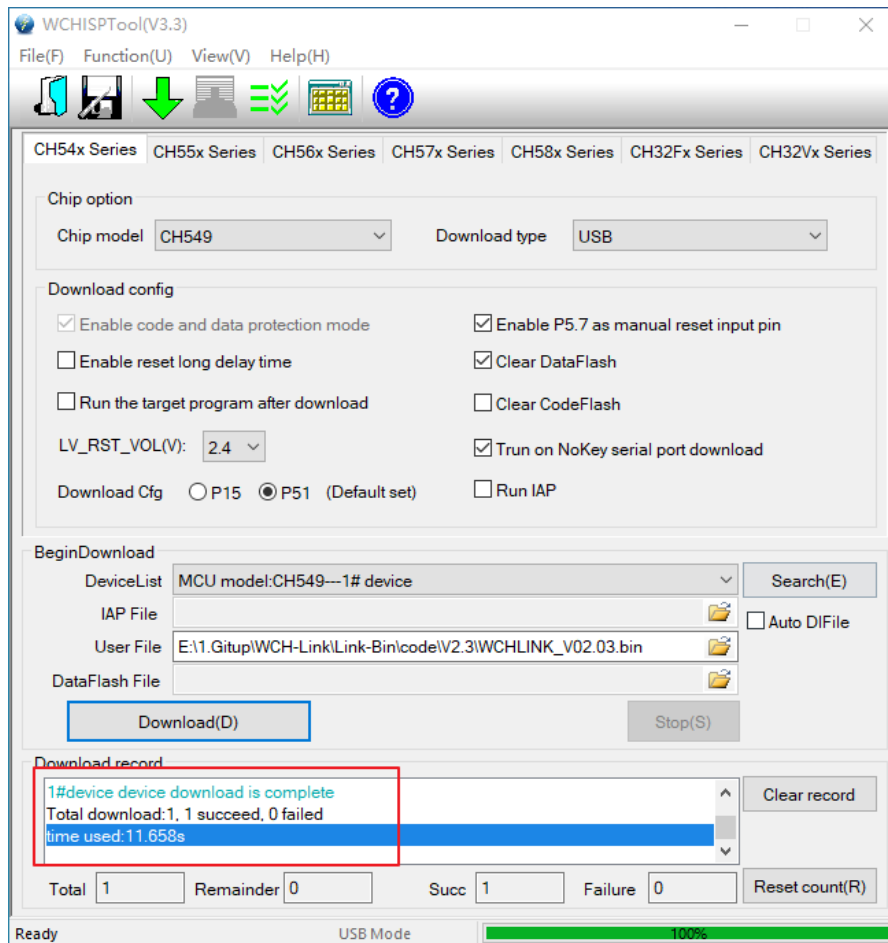 WCHISPTool(V3.3)
File(F) Function(U) View(V) Help(H)
CH54x Series CH55x Series CH56x Series CH57x Series CH58x Series CH32Fx Series CH32Vx Series
Chip option
Chip model CH549 Download type USB
Download config
Enable code and data protection mode Enable P5.7 as manual reset input pin
Enable reset long delay time Clear DataFlash
Run the target program after download Clear CodeFlash
LV_RST_VOL(V): 2.4 Trun on NoKey serial port download
Download Cfg P15 P51 (Default set) Run IAP
BeginDownload
DeviceList MCU model:CH549---1# device Search(E)
IAP File Auto DlFile
User File E:\1.Gitup\WCH-Link\Link-Bin\code\V2.3\WCHLINK_V02.03.bin
DataFlash File
Download(D) Stop(S)
Download record
1#device device download is complete Clear record
Total download:1, 1 succeed, 0 failed
time used:11.658s
Total 1 Remainder 0 Succ 1 Failure 0 Reset count(R)
Ready USB Mode 100%